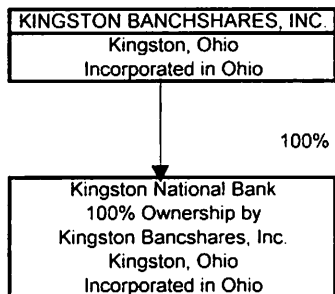 KINGSTON BANCHSHARES, INC.
Kingston, Ohio
Incorporated in Ohio
100%
Kingston National Bank
100% Ownership by
Kingston Bancshares, Inc.
Kingston, Ohio
Incorporated in Ohio